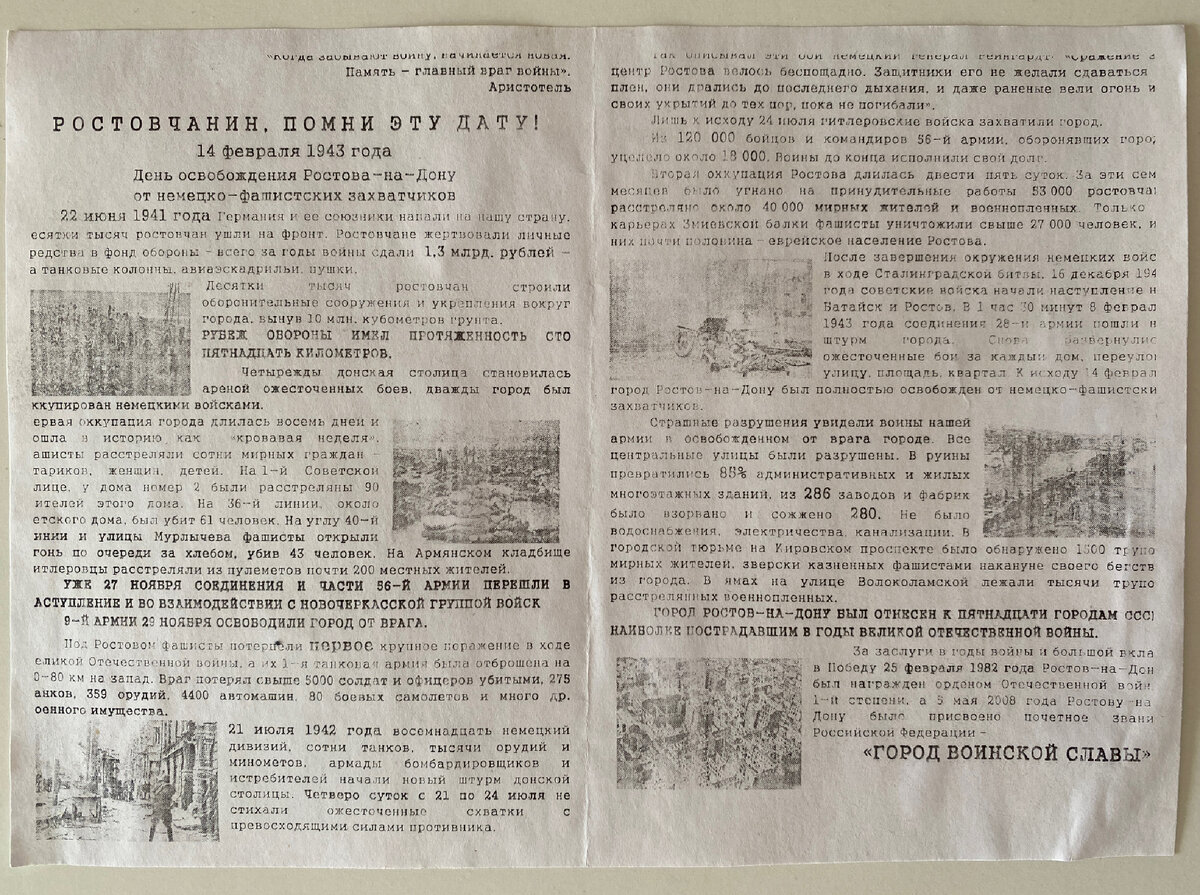 «Когда забывают войну, начинается новая.
Память – главный враг войны».
Аристотель
РОСТОВЧАНИН, ПОМНИ ЭТУ ДАТУ!
14 февраля 1943 года
День освобождения Ростова-на-Дону
от немецко-фашистских захватчиков
22 июня 1941 года Германия и ее союзники напали на нашу страну.
есятки тысяч ростовчан ушли на фронт. Ростовчане жертвовали личные
редства в фонд обороны - всего за годы войны сдали 1,3 млрд. рублей –
а танковые колонны, авиаэскадрильи, пушки.
Десятки тысяч ростовчан строили
оборонительные сооружения и укрепления вокруг
города, вынув 10 млн. кубометров грунта.
РУБЕЖ ОБОРОНЫ ИМЕЛ ПРОТЯЖЕННОСТЬ СТО
ПЯТНАДЦАТЬ КИЛОМЕТРОВ.
Четырежды донская столица становилась
ареной ожесточенных боев, дважды город был
ккупирован немецкими войсками.
ервая оккупация города длилась восемь дней и
ошла в историю как «кровавая неделя».
ашисты расстреляли сотни мирных граждан -
тариков, женщин, детей. На 1-й Советской
лице, у дома номер 2 были расстреляны 90
ителей этого дома. На 36-й линии, около
етского дома, был убит 61 человек. На углу 40-й
инии и улицы Мурлычева фашисты открыли
гонь по очереди за хлебом, убив 43 человек. На Армянском кладбище
итлеровцы расстреляли из пулеметов почти 200 местных жителей.
УЖЕ 27 НОЯБРЯ СОЕДИНЕНИЯ И ЧАСТИ 56-Й АРМИИ ПЕРЕШЛИ В
АСТУПЛЕНИЕ И ВО ВЗАИМОДЕЙСТВИИ С НОВОЧЕРКАССКОЙ ГРУППОЙ ВОЙСК
9-Й АРМИИ 29 НОЯБРЯ ОСВОБОДИЛИ ГОРОД ОТ ВРАГА.
Под Ростовом фашисты потерпели первое крупное поражение в ходе
еликой Отечественной войны, а их 1-я танковая армия была отброшена на
0-80 км на запад. Враг потерял свыше 5000 солдат и офицеров убитыми, 275
анков, 359 орудий, 4400 автомашин, 80 боевых самолетов и много др.
оенного имущества.
21 июля 1942 года восемнадцать немецкий
дивизий, сотни танков, тысячи орудий и
минометов, армады бомбардировщиков и
истребителей начали новый штурм донской
столицы. Четверо суток с 21 по 24 июля не
стихали ожесточенные схватки с
превосходящими силами противника.
Так описывал эти бои немецкий генерал Рейнгардт: «Сражение з
центр Ростова велось беспощадно. Защитники его не желали сдаваться
плен, они дрались до последнего дыхания, и даже раненые вели огонь и
своих укрытий до тех пор, пока не погибали».
Лишь к исходу 24 июля гитлеровские войска захватили город.
Из 120 000 бойцов и командиров 56-й армии, оборонявших горо
уцелело около 18 000. Воины до конца исполнили свой долг.
Вторая оккупация Ростова длилась двести пять суток. За эти сем
месяцев было угнано на принудительные работы 53 000 ростовча
расстреляно около 40 000 мирных жителей и военнопленных. Только
карьерах Змиевской балки фашисты уничтожили свыше 27 000 человек, и
них почти половина - еврейское население Ростова.
После завершения окружения немецких войс
в ходе Сталинградской битвы, 16 декабря 194
года советские войска начали наступление н
Батайск и Ростов. В 1 час 30 минут 8 феврал
1943 года соединения 28-й армии пошли н
штурм города. Снова развернулис
ожесточенные бои за каждый дом, переулок
улицу, площадь, квартал. К исходу 14 феврал
город Ростов-на-Дону был полностью освобожден от немецко-фашистски
захватчиков.
Страшные разрушения увидели воины нашей
армии в освобожденном от врага городе. Все
центральные улицы были разрушены. В руины
превратились 85% административных и жилых
многоэтажных зданий, из 286 заводов и фабрик
было взорвано и сожжено 280. Не было
водоснабжения, электричества, канализации. В
городской тюрьме на Кировском проспекте было обнаружено 1500 трупо
мирных жителей, зверски казненных фашистами накануне своего бегств
из города. В ямах на улице Волоколамской лежали тысячи трупо
расстрелянных военнопленных.
ГОРОД РОСТОВ-НА-ДОНУ БЫЛ ОТНЕСЕН К ПЯТНАДЦАТИ ГОРОДАМ СССР
НАИБОЛЕЕ ПОСТРАДАВШИМ В ГОДЫ ВЕЛИКОЙ ОТЕЧЕСТВЕННОЙ ВОЙНЫ.
За заслуги в годы войны и большой вкла
в Победу 25 февраля 1982 года Ростов-на-Дон
был награжден орденом Отечественной войн
1-й степени, а 5 мая 2008 года Ростову-на
Дону было присвоено почетное звани
Российской Федерации -
«ГОРОД ВОИНСКОЙ СЛАВЫ»